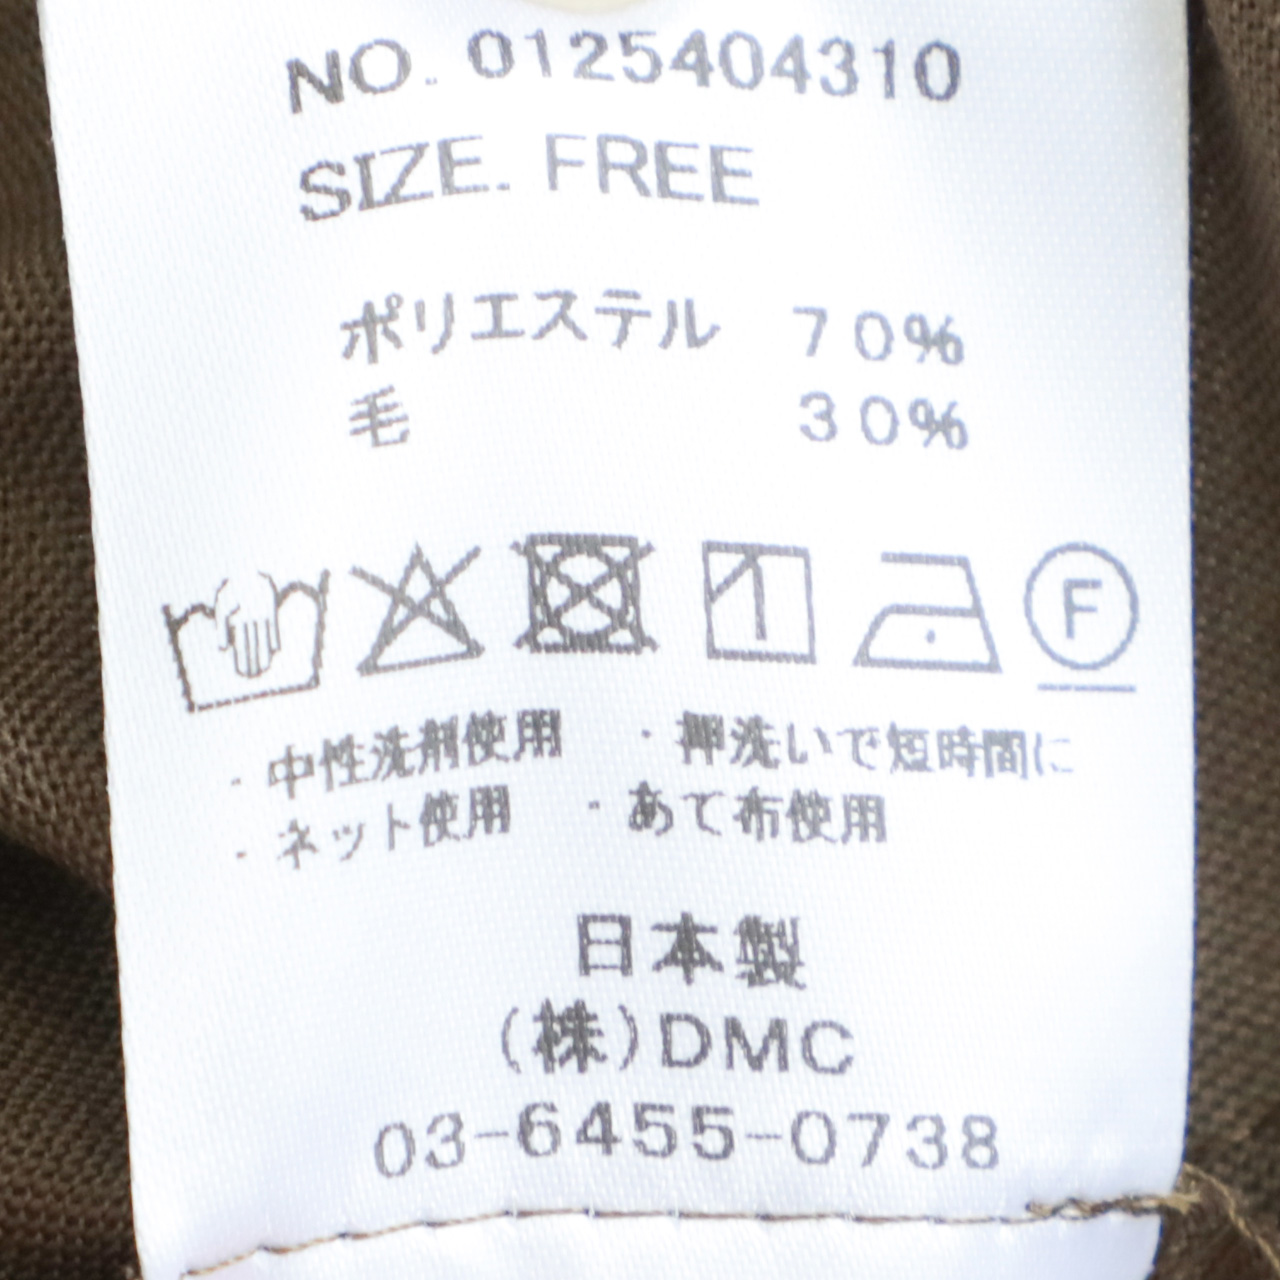 NO. 0125404310
SIZE. FREE
ポリエステル 70%
毛 30%
F
・中性洗剤使用 ・押洗いで短時間に
・ネット使用 ・あて布使用
日本製
(株)DMC
03-6455-0738